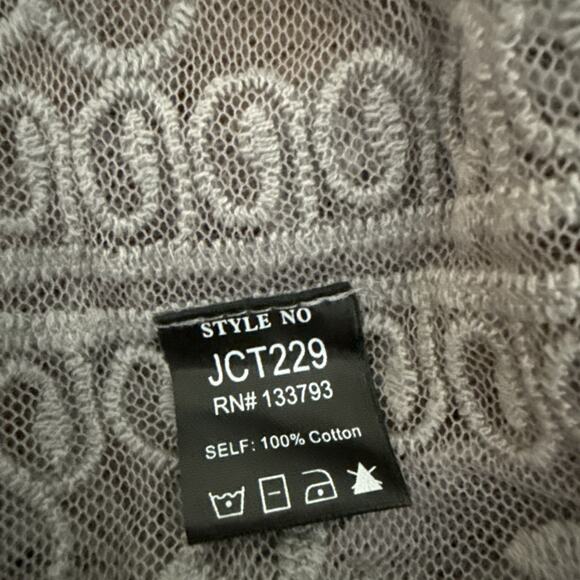 STYLE NO
JCT229
RN# 133793
SELF: 100% Cotton